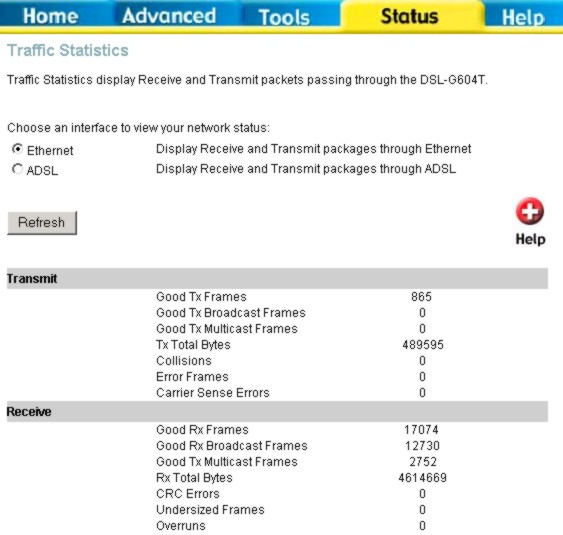 Home Advanced Tools Status Help
Traffic Statistics
Traffic Statistics display Receive and Transmit packets passing through the DSL-G604T.
Choose an interface to view your network status:
Ethernet Display Receive and Transmit packages through Ethernet
ADSL Display Receive and Transmit packages through ADSL
Refresh
Help
Transmit
Good Tx Frames 865
Good Tx Broadcast Frames 0
Good Tx Multicast Frames 0
Tx Total Bytes 489595
Collisions 0
Error Frames 0
Carrier Sense Errors 0
Receive
Good Rx Frames 17074
Good Rx Broadcast Frames 12730
Good Tx Multicast Frames 2752
Rx Total Bytes 4614669
CRC Errors 0
Undersized Frames 0
Overruns 0